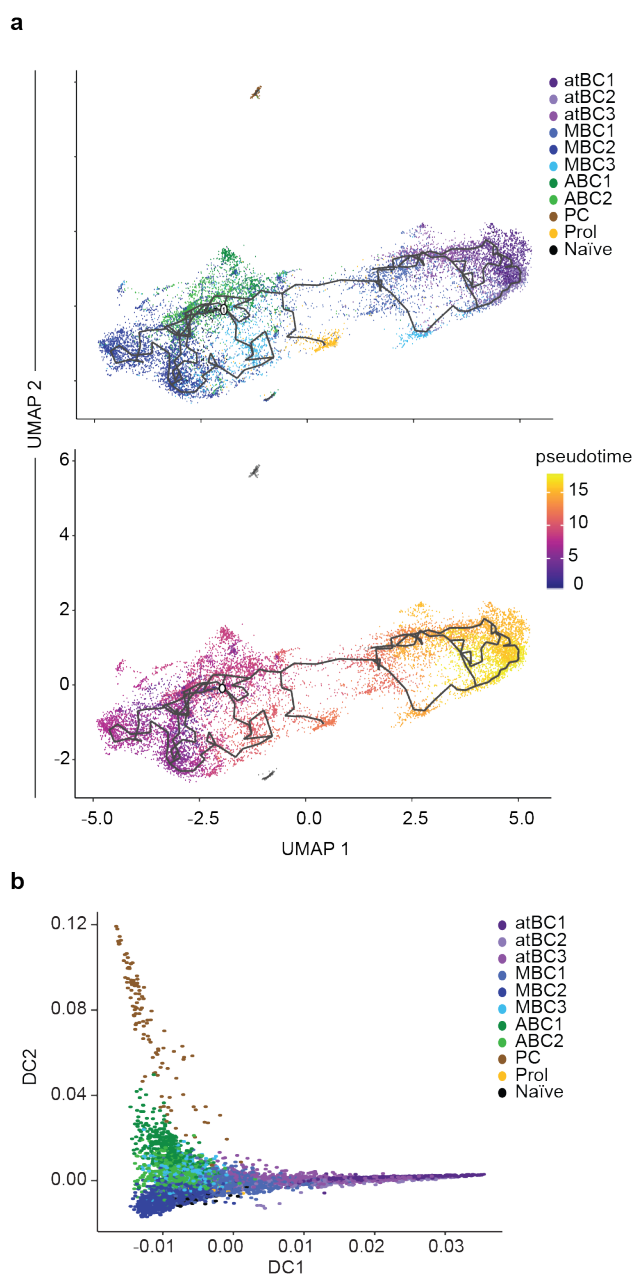 a
atBC1
atBC2
atBC3
MBC1
MBC2
MBC3
ABC1
ABC2
PC
Prol
Naïve
UMAP 2
pseudotime
15
10
5
0
6
4
2
0
-2
-5.0 -2.5 0.0 2.5 5.0
UMAP 1
b
atBC1
atBC2
atBC3
MBC1
MBC2
MBC3
ABC1
ABC2
PC
Prol
Naïve
0.12
0.08
0.04
0.00
DC2
-0.01 0.00 0.01 0.02 0.03
DC1